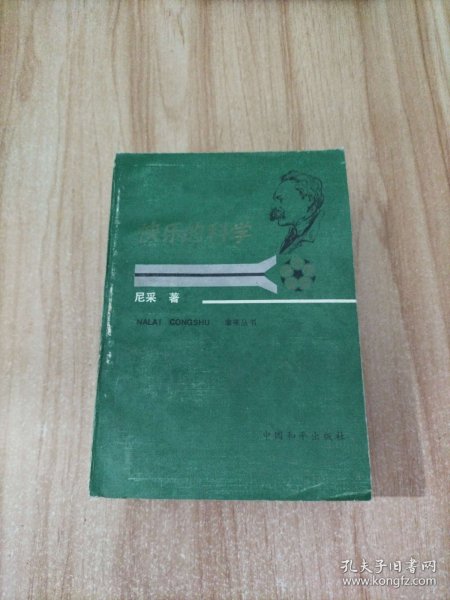 快乐的科学
尼采 著
NALAI CONGSHU 拿来丛书
中国和平出版社
孔夫子旧书网
www.kongfz.com